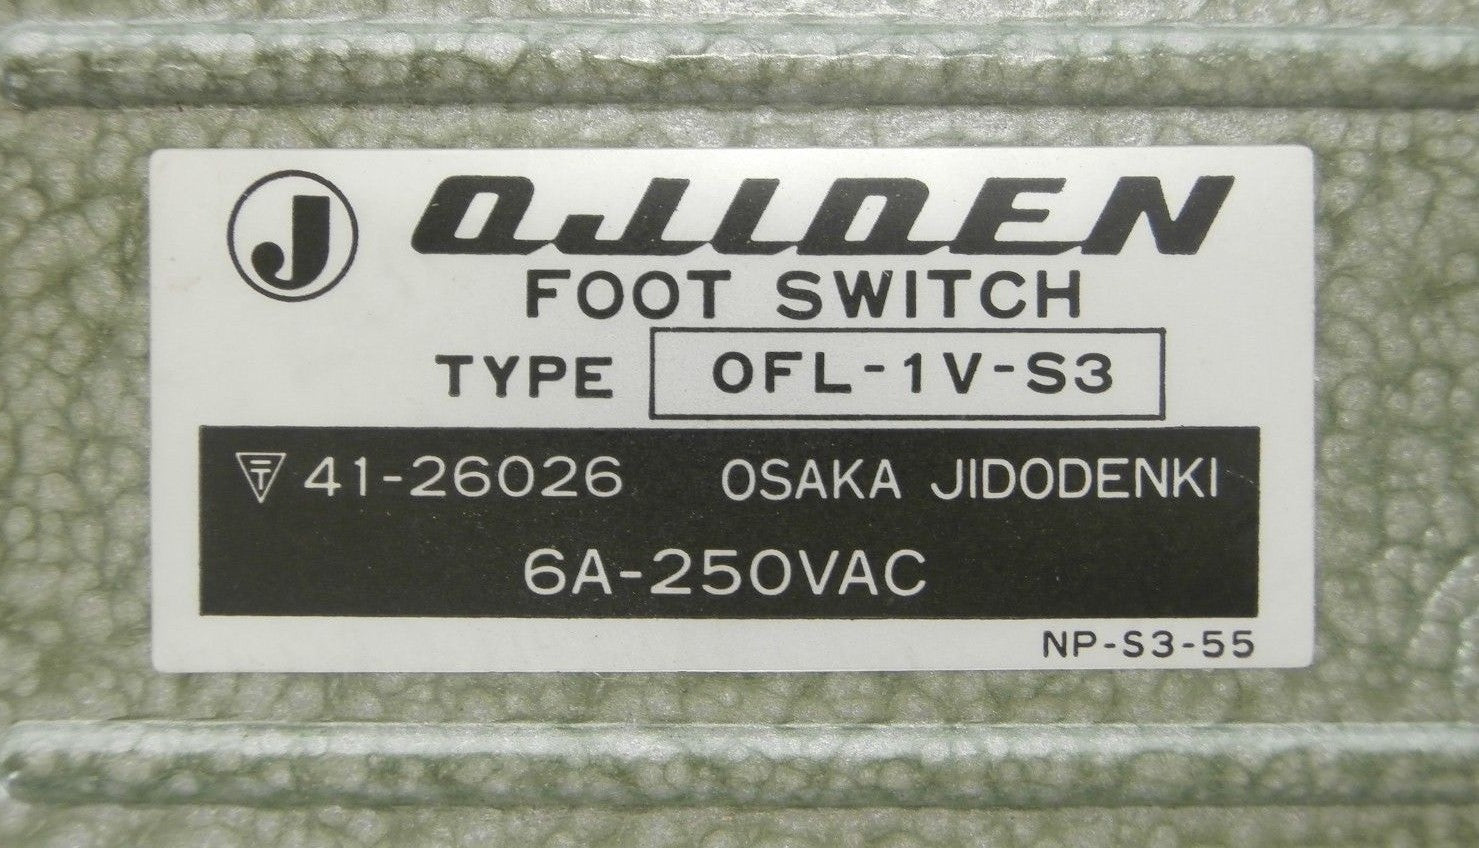 J OJIDEN
FOOT SWITCH
TYPE OFL-1V-S3
T 41-26026 OSAKA JIDODENKI
6A-250VAC
NP-S3-55